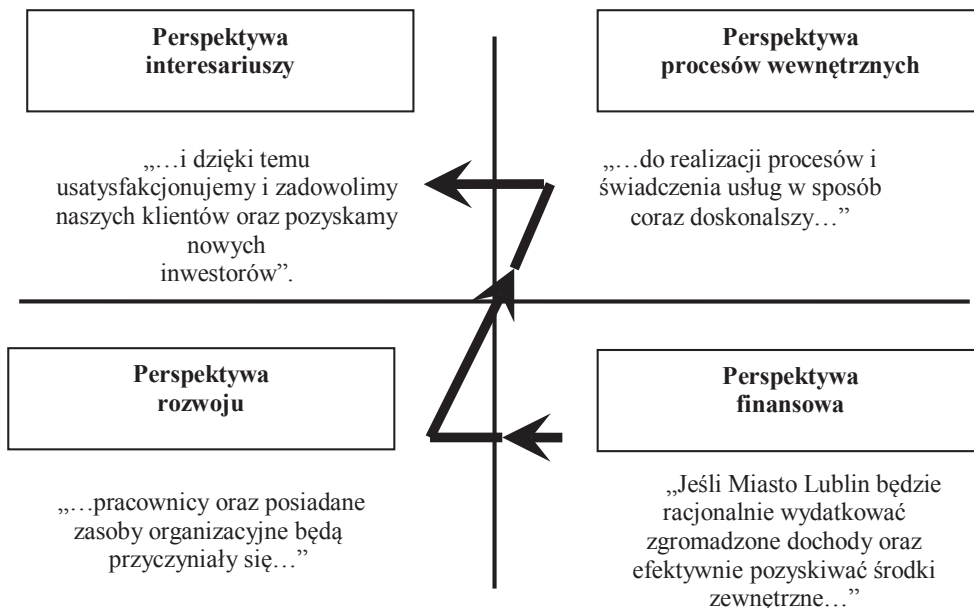 Perspektywa
interesariuszy
„…i dzięki temu
usatysfakcjonujemy i zadowolimy
naszych klientów oraz pozyskamy
nowych
inwestorów”.
Perspektywa
procesów wewnętrznych
„…do realizacji procesów i
świadczenia usług w sposób
coraz doskonalszy…”
Perspektywa
rozwoju
„…pracownicy oraz posiadane
zasoby organizacyjne będą
przyczyniały się…”
Perspektywa
finansowa
„Jeśli Miasto Lublin będzie
racjonalnie wydatkować
zgromadzone dochody oraz
efektywnie pozyskiwać środki
zewnętrzne…”